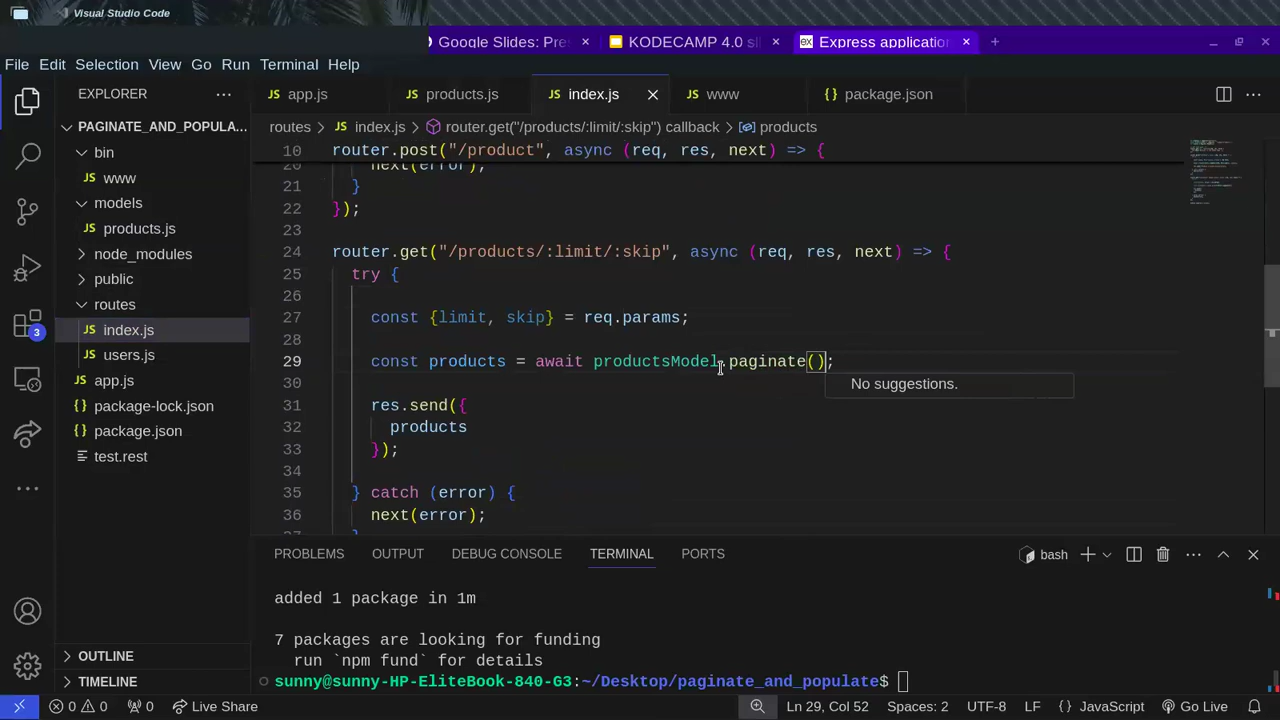 Visual Studio Code
Google Slides: Pres × KODECAMP 4.0 sli × Express application × +
File Edit Selection View Go Run Terminal Help
EXPLORER ···
app.js products.js index.js × www package.json
PAGINATE_AND_POPULA...
routes > JS index.js > router.get("/products/:limit/:skip") callback > products
bin
www
models
products.js
node_modules
public
routes
index.js
users.js
app.js
package-lock.json
package.json
test.rest
10 router.post("/product", async (req, res, next) => {
20 next(error);
21 }
22 });
23
24 router.get("/products/:limit/:skip", async (req, res, next) => {
25 try {
26
27 const {limit, skip} = req.params;
28
29 const products = await productsModel.paginate();
No suggestions.
30
31 res.send({
32 products
33 });
34
35 } catch (error) {
36 next(error);
37 }
3
OUTLINE
TIMELINE
PROBLEMS OUTPUT DEBUG CONSOLE TERMINAL PORTS bash
added 1 package in 1m
7 packages are looking for funding
run `npm fund` for details
sunny@sunny-HP-EliteBook-840-G3:~/Desktop/paginate_and_populate$
0 0 0 Live Share Ln 29, Col 52 Spaces: 2 UTF-8 LF JavaScript Go Live